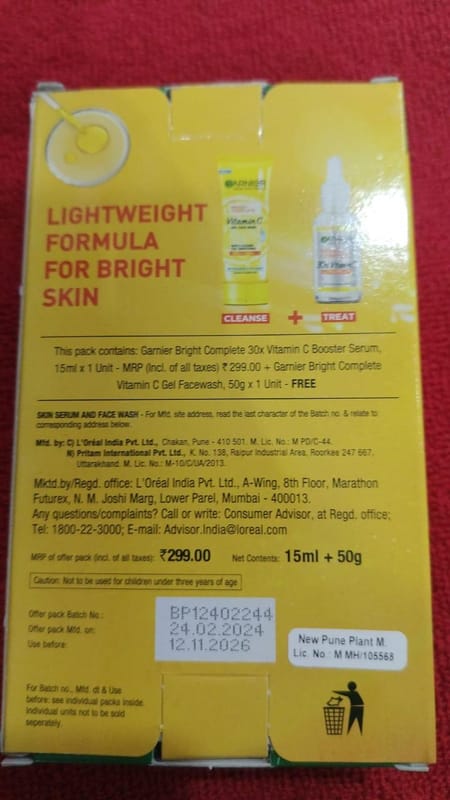 LIGHTWEIGHT
FORMULA
FOR BRIGHT
SKIN
GARNIER
Vitamin C
GARNIER
30x Vitamin C
CLEANSE + TREAT
This pack contains: Garnier Bright Complete 30x Vitamin C Booster Serum,
15ml x 1 Unit - MRP (Incl. of all taxes) ₹ 299.00 + Garnier Bright Complete
Vitamin C Gel Facewash, 50g x 1 Unit - FREE
SKIN SERUM AND FACE WASH - For Mfd. site address, read the last character of the Batch no. & relate to
corresponding address below.
Mfd. by: C) L'Oréal India Pvt. Ltd., Chakan, Pune - 410 501. M. Lic. No.: M PD/C-44.
N) Pritam International Pvt. Ltd., K. No. 138, Raipur Industrial Area, Roorkee 247 667,
Uttarakhand. M. Lic. No.: M-10/C/UA/2013.
Mktd.by/Regd. office: L'Oréal India Pvt. Ltd., A-Wing, 8th Floor, Marathon
Futurex, N. M. Joshi Marg, Lower Parel, Mumbai - 400013.
Any questions/complaints? Call or write: Consumer Advisor, at Regd. office;
Tel: 1800-22-3000; E-mail: Advisor.India@loreal.com
MRP of offer pack (incl. of all taxes): ₹299.00 Net Contents: 15ml + 50g
Caution: Not to be used for children under three years of age
Offer pack Batch No.: BP12402244
Offer pack Mfd. on: 24.02.2024
Use before: 12.11.2026
New Pune Plant M.
Lic. No.: M MH/105568
For Batch no., Mfd. dt & Use
before: see individual packs inside.
Individual units not to be sold
seperately.